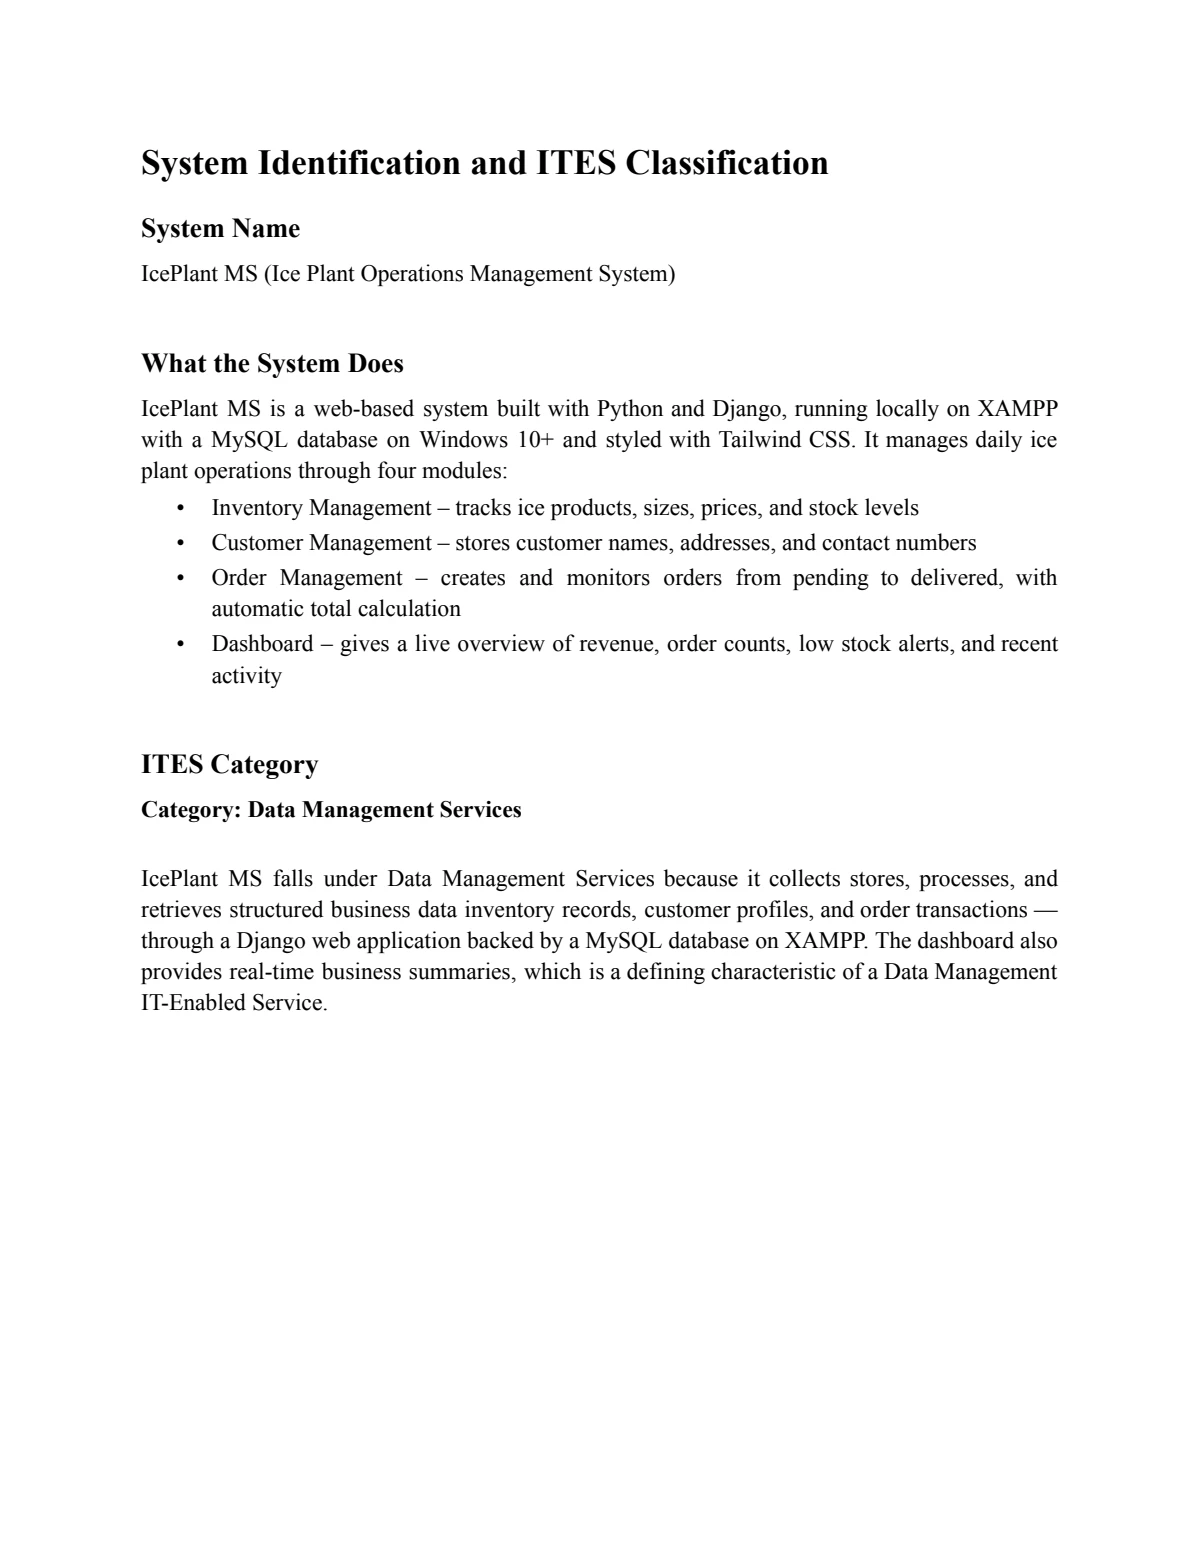 System Identification and ITES Classification
System Name
IcePlant MS (Ice Plant Operations Management System)
What the System Does
IcePlant MS is a web-based system built with Python and Django, running locally on XAMPP
with a MySQL database on Windows 10+ and styled with Tailwind CSS. It manages daily ice
plant operations through four modules:
• Inventory Management – tracks ice products, sizes, prices, and stock levels
• Customer Management – stores customer names, addresses, and contact numbers
• Order Management – creates and monitors orders from pending to delivered, with
automatic total calculation
• Dashboard – gives a live overview of revenue, order counts, low stock alerts, and recent
activity
ITES Category
Category: Data Management Services
IcePlant MS falls under Data Management Services because it collects stores, processes, and
retrieves structured business data inventory records, customer profiles, and order transactions —
through a Django web application backed by a MySQL database on XAMPP. The dashboard also
provides real-time business summaries, which is a defining characteristic of a Data Management
IT-Enabled Service.